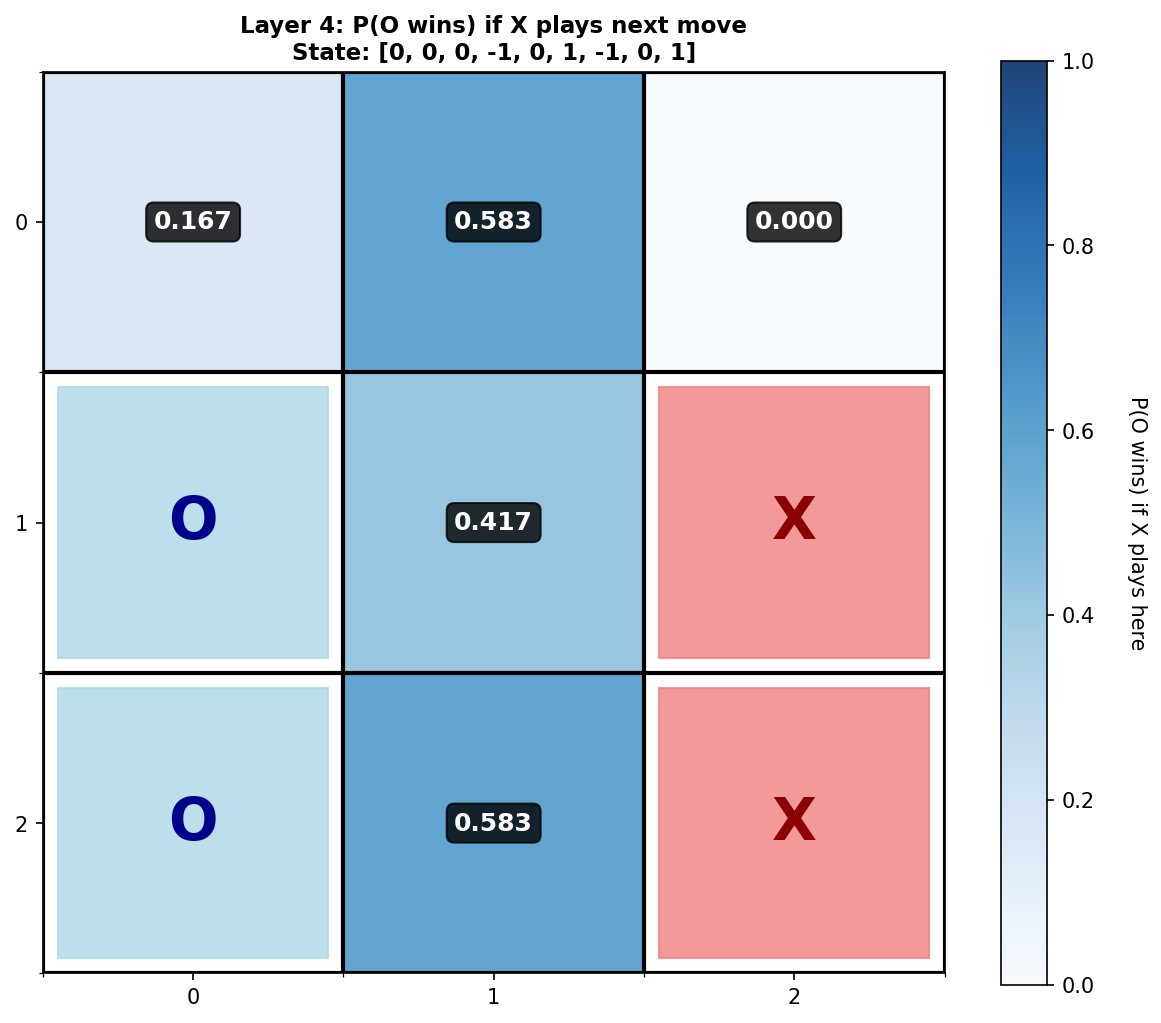 Layer 4: P(O wins) if X plays next move
State: [0, 0, 0, -1, 0, 1, -1, 0, 1]
0
0.167
0.583
0.000
1
O
0.417
X
2
O
0.583
X
0
1
2
1.0
0.8
0.6
0.4
0.2
0.0
P(O wins) if X plays here